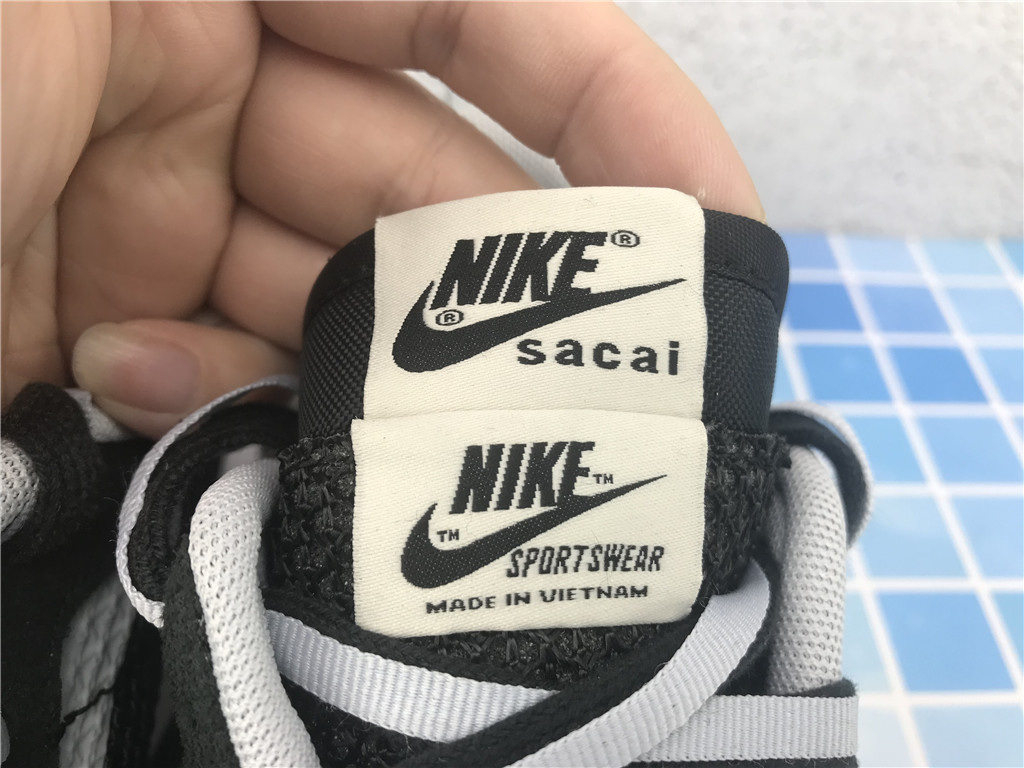 NIKE®
®
sacai
NIKE™
™
SPORTSWEAR
MADE IN VIETNAM